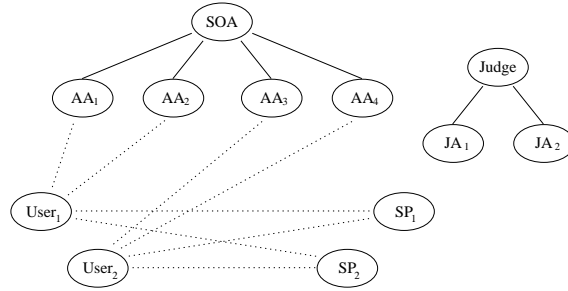 SOA
Judge
AA₁
AA₂
AA₃
AA₄
JA₁
JA₂
User₁
SP₁
User₂
SP₂